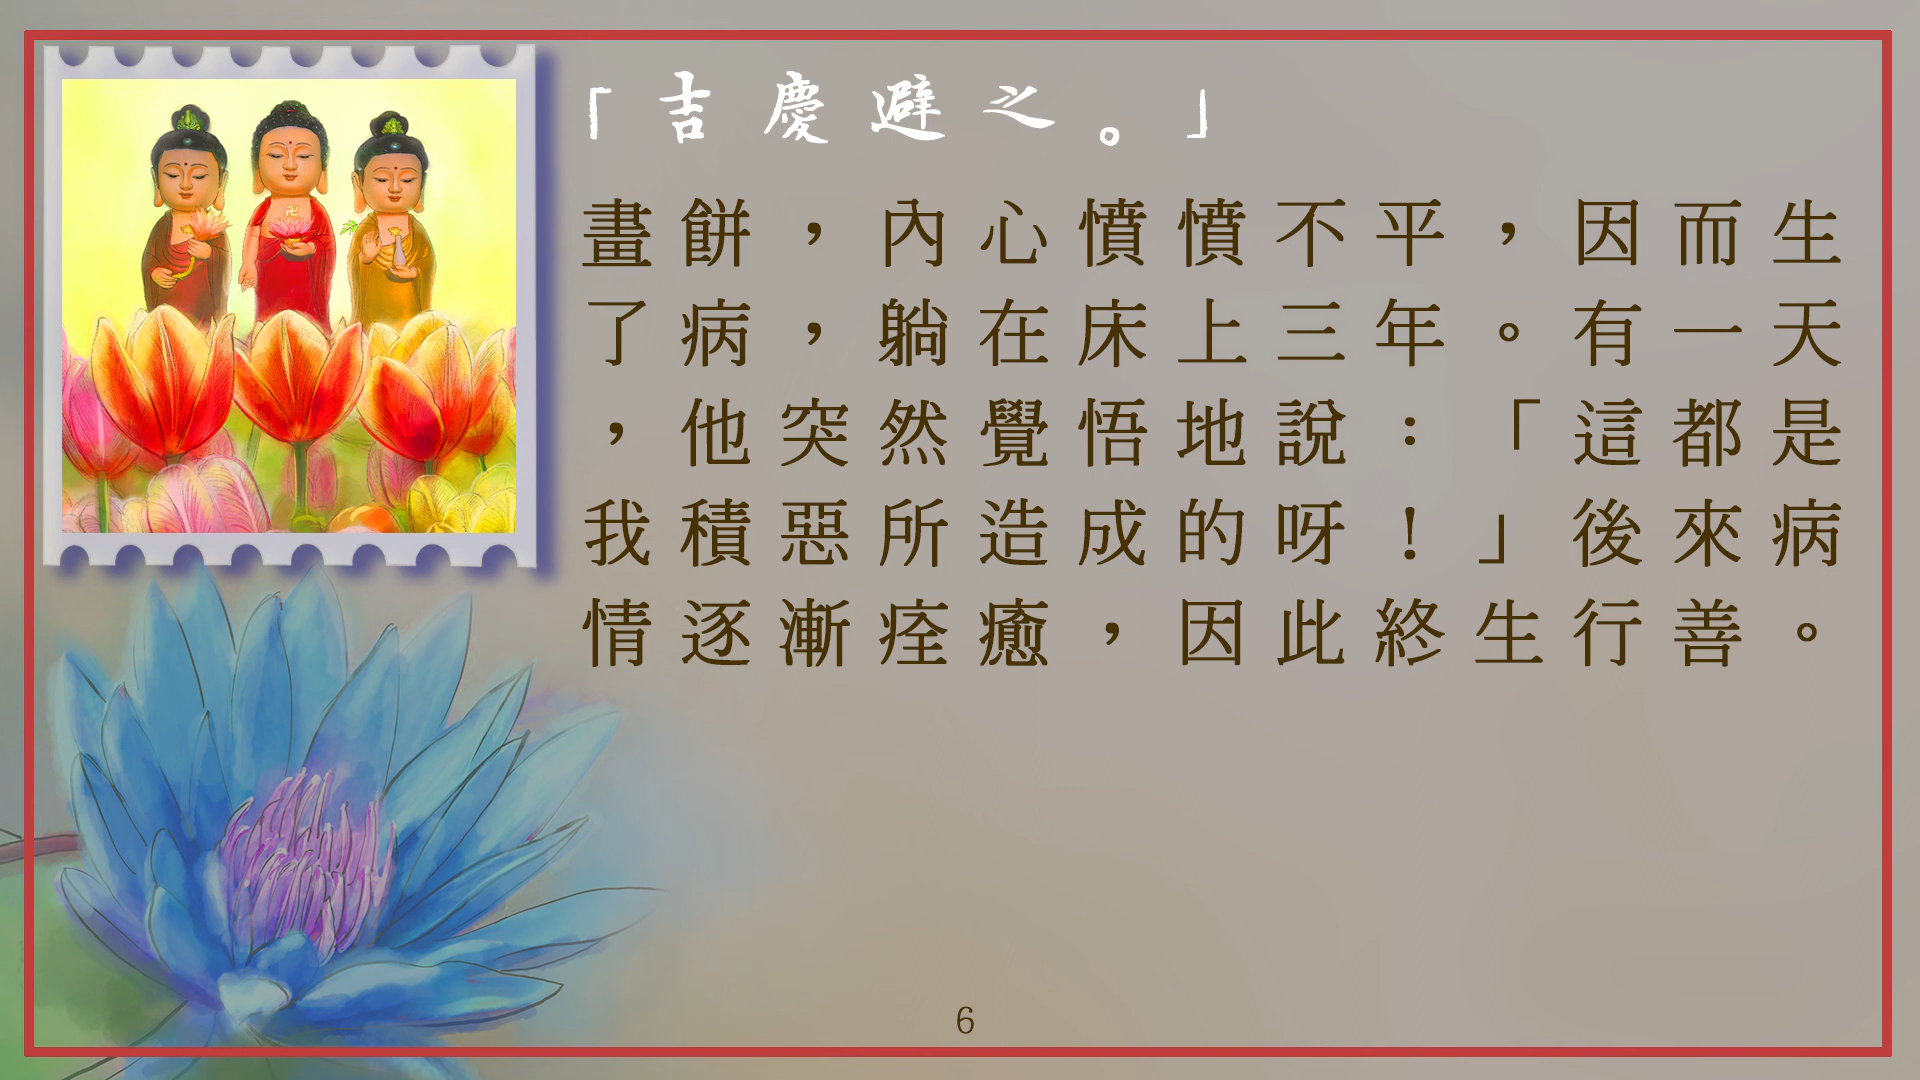 「吉慶避之。」
畫餅，內心憤憤不平，因而生
了病，躺在床上三年。有一天
，他突然覺悟地說：「這都是
我積惡所造成的呀！」後來病
情逐漸痊癒，因此終生行善。
6